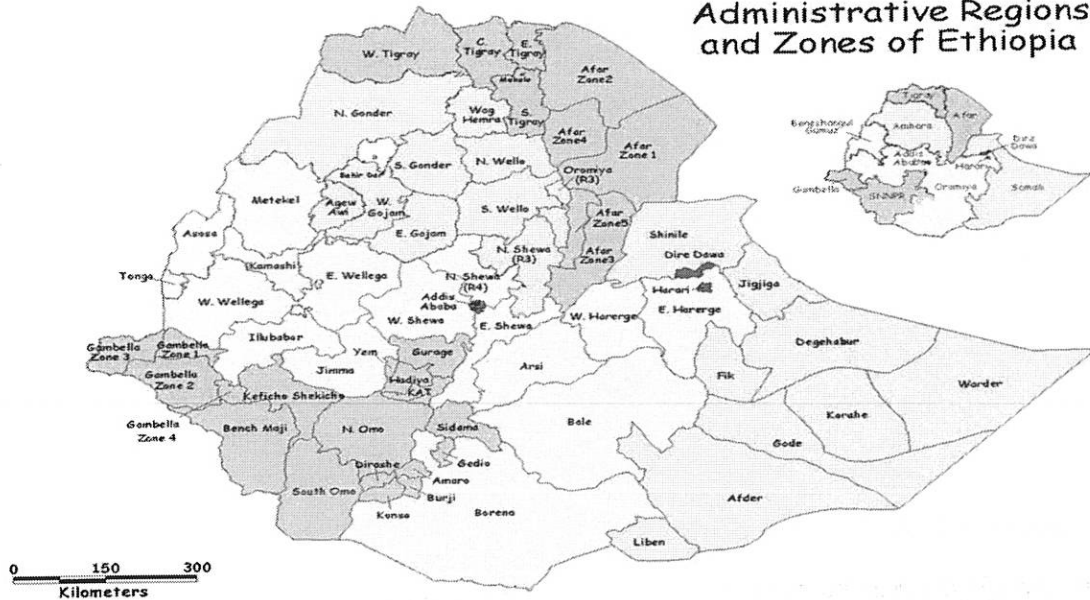 Administrative Regions
and Zones of Ethiopia
W. Tigray
C.
Tigray
E.
Tigray
Mekele
S.
Tigray
Afar
Zone2
N. Gonder
Wag
Hemra
Afar
Zone4
Afar
Zone 1
S. Gonder
N. Wello
Oromiya
(R3)
Bahir Dar
Metekel
Agew
Awi
W.
Gojam
E. Gojam
S. Wello
Afar
Zone5
Afar
Zone3
Asosa
Kamashi
N. Shewa
(R3)
Shinile
Dire Dawa
Tonga
E. Wellega
N. Shewa
(R4)
Harari
Jigjiga
W. Wellega
Addis
Ababa
W. Shewa
E. Shewa
W. Harerge
E. Harerge
Illubabar
Gambella
Zone 3
Gambella
Zone 1
Gambella
Zone 2
Yem
Gurage
Jimma
Hadiya
KAT
Arsi
Degehabur
Fik
Warder
Keficho Shekicho
Gambella
Zone 4
Bench Maji
N. Omo
Sidama
Bale
Korahe
Gode
Gedio
Dirashe
Amaro
South Omo
Burji
Konso
Borena
Afder
Liben
0 150 300
Kilometers
Tigray
Afar
Beneshangul
Gumuz
Amhara
Dire
Dawa
Addis
Ababa
Harari
Gambella
Oromiya
Somali
SNNPR